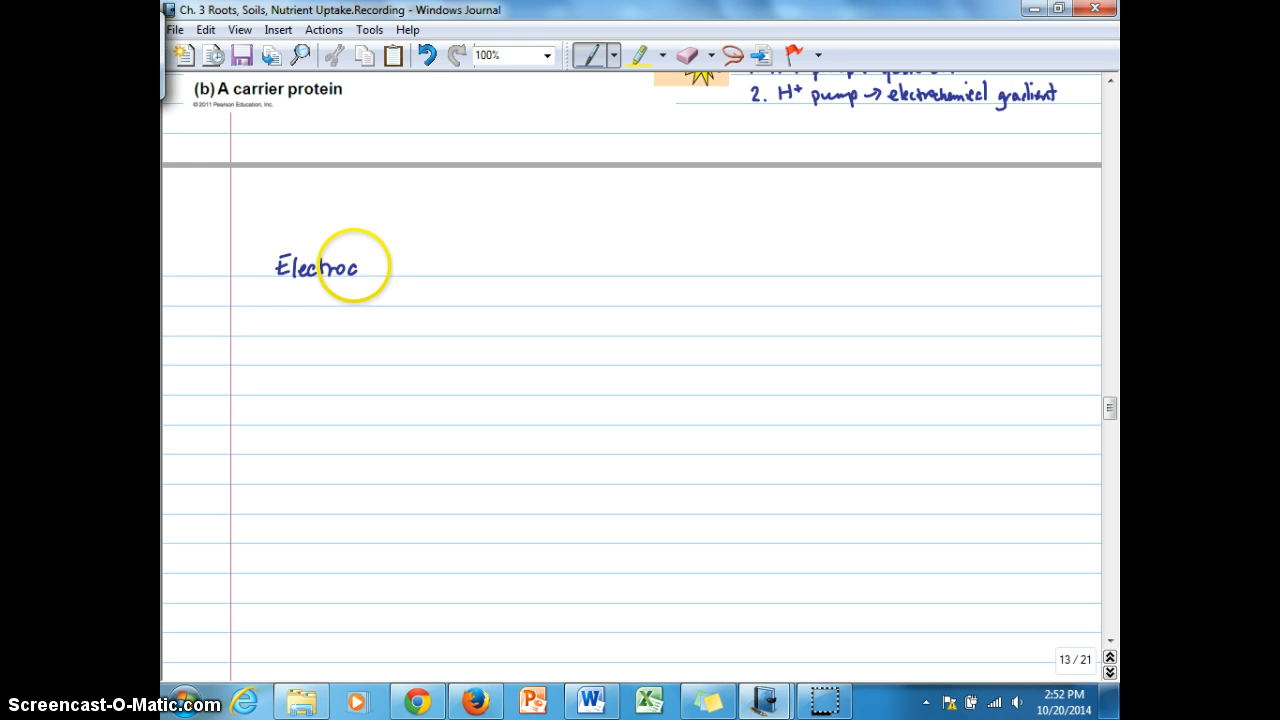 Ch. 3 Roots, Soils, Nutrient Uptake.Recording - Windows Journal
File Edit View Insert Actions Tools Help
100%
(b) A carrier protein
© 2011 Pearson Education, Inc.
2. H+ pump → electrochemical gradient
Electroc
13 / 21
2:52 PM
10/20/2014
Screencast-O-Matic.com